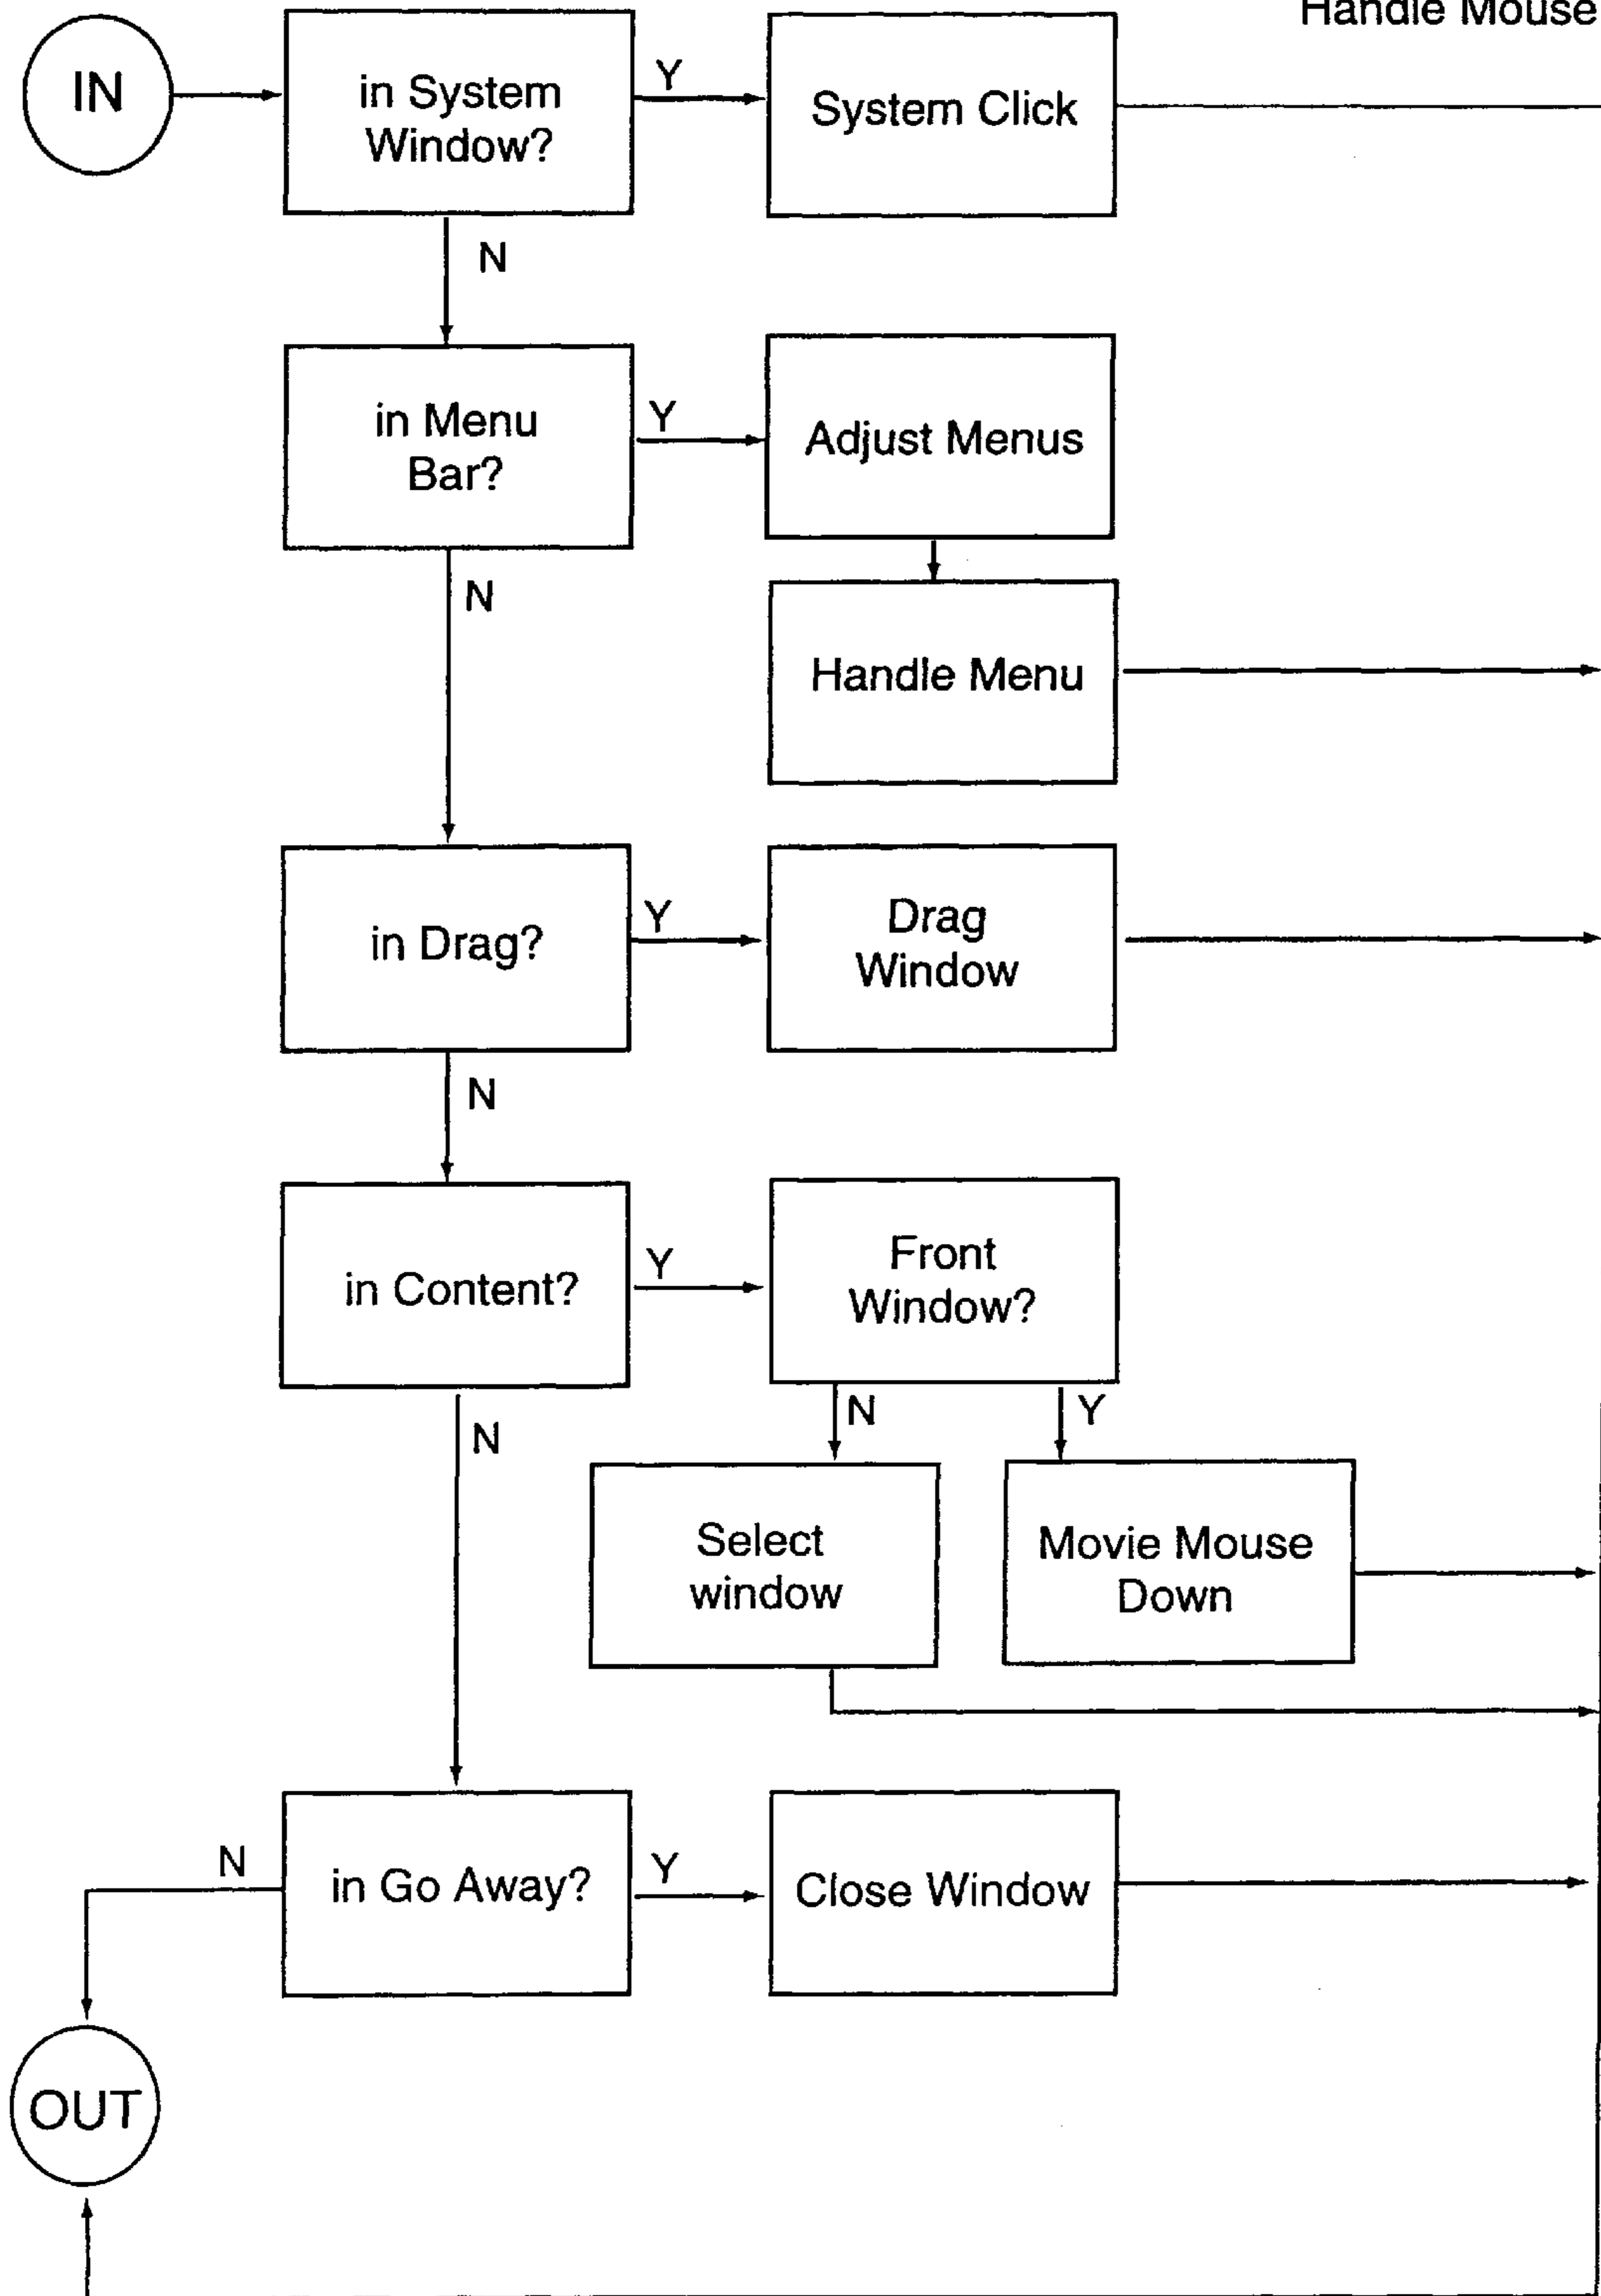 Handle Mouse
IN
in System
Window?
Y
System Click
N
in Menu
Bar?
Y
Adjust Menus
N
Handle Menu
in Drag?
Y
Drag
Window
N
in Content?
Y
Front
Window?
N
Y
N
Select
window
Movie Mouse
Down
N
in Go Away?
Y
Close Window
OUT